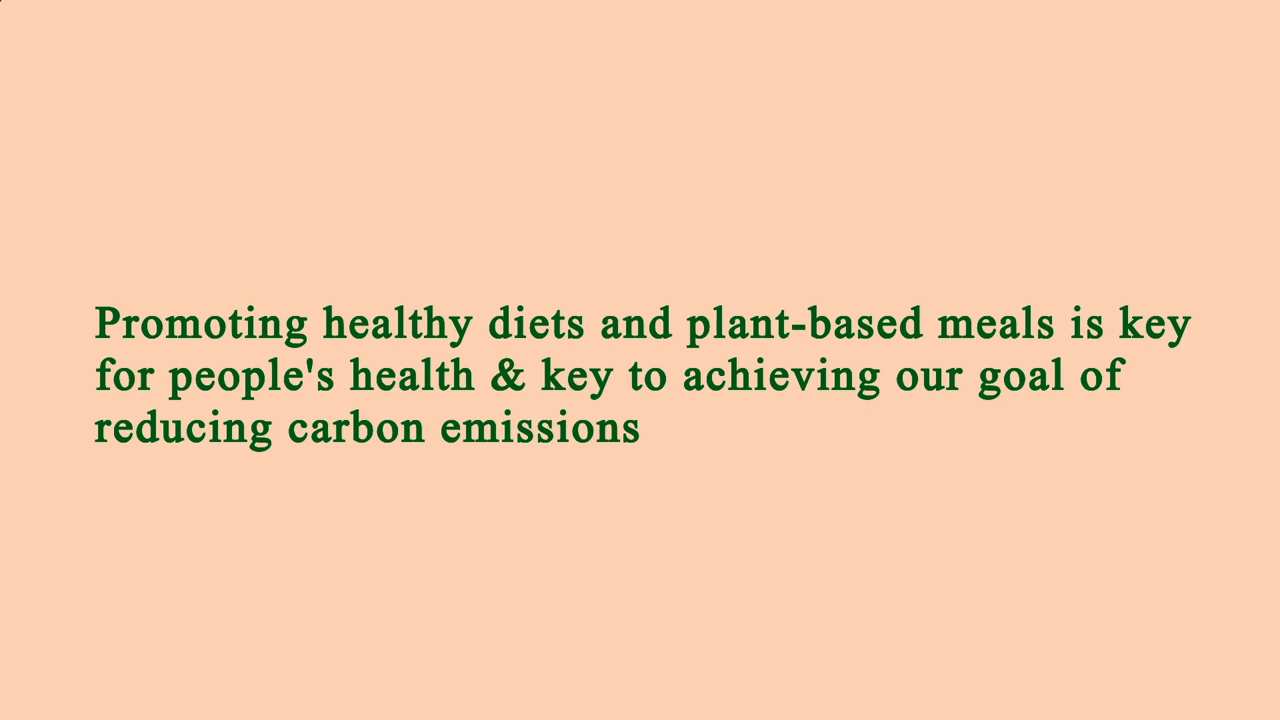 Promoting healthy diets and plant-based meals is key
for people's health & key to achieving our goal of
reducing carbon emissions